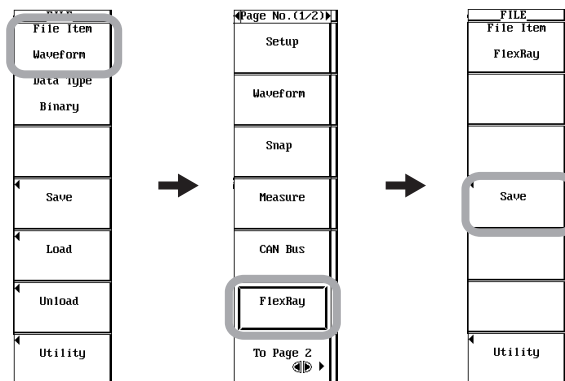 FILE
File Item
Waveform
Data Type
Binary
Save
Load
Unload
Utility
Page No.(1/2)
Setup
Waveform
Snap
Measure
CAN Bus
FlexRay
To Page 2
FILE
File Item
FlexRay
Save
Utility